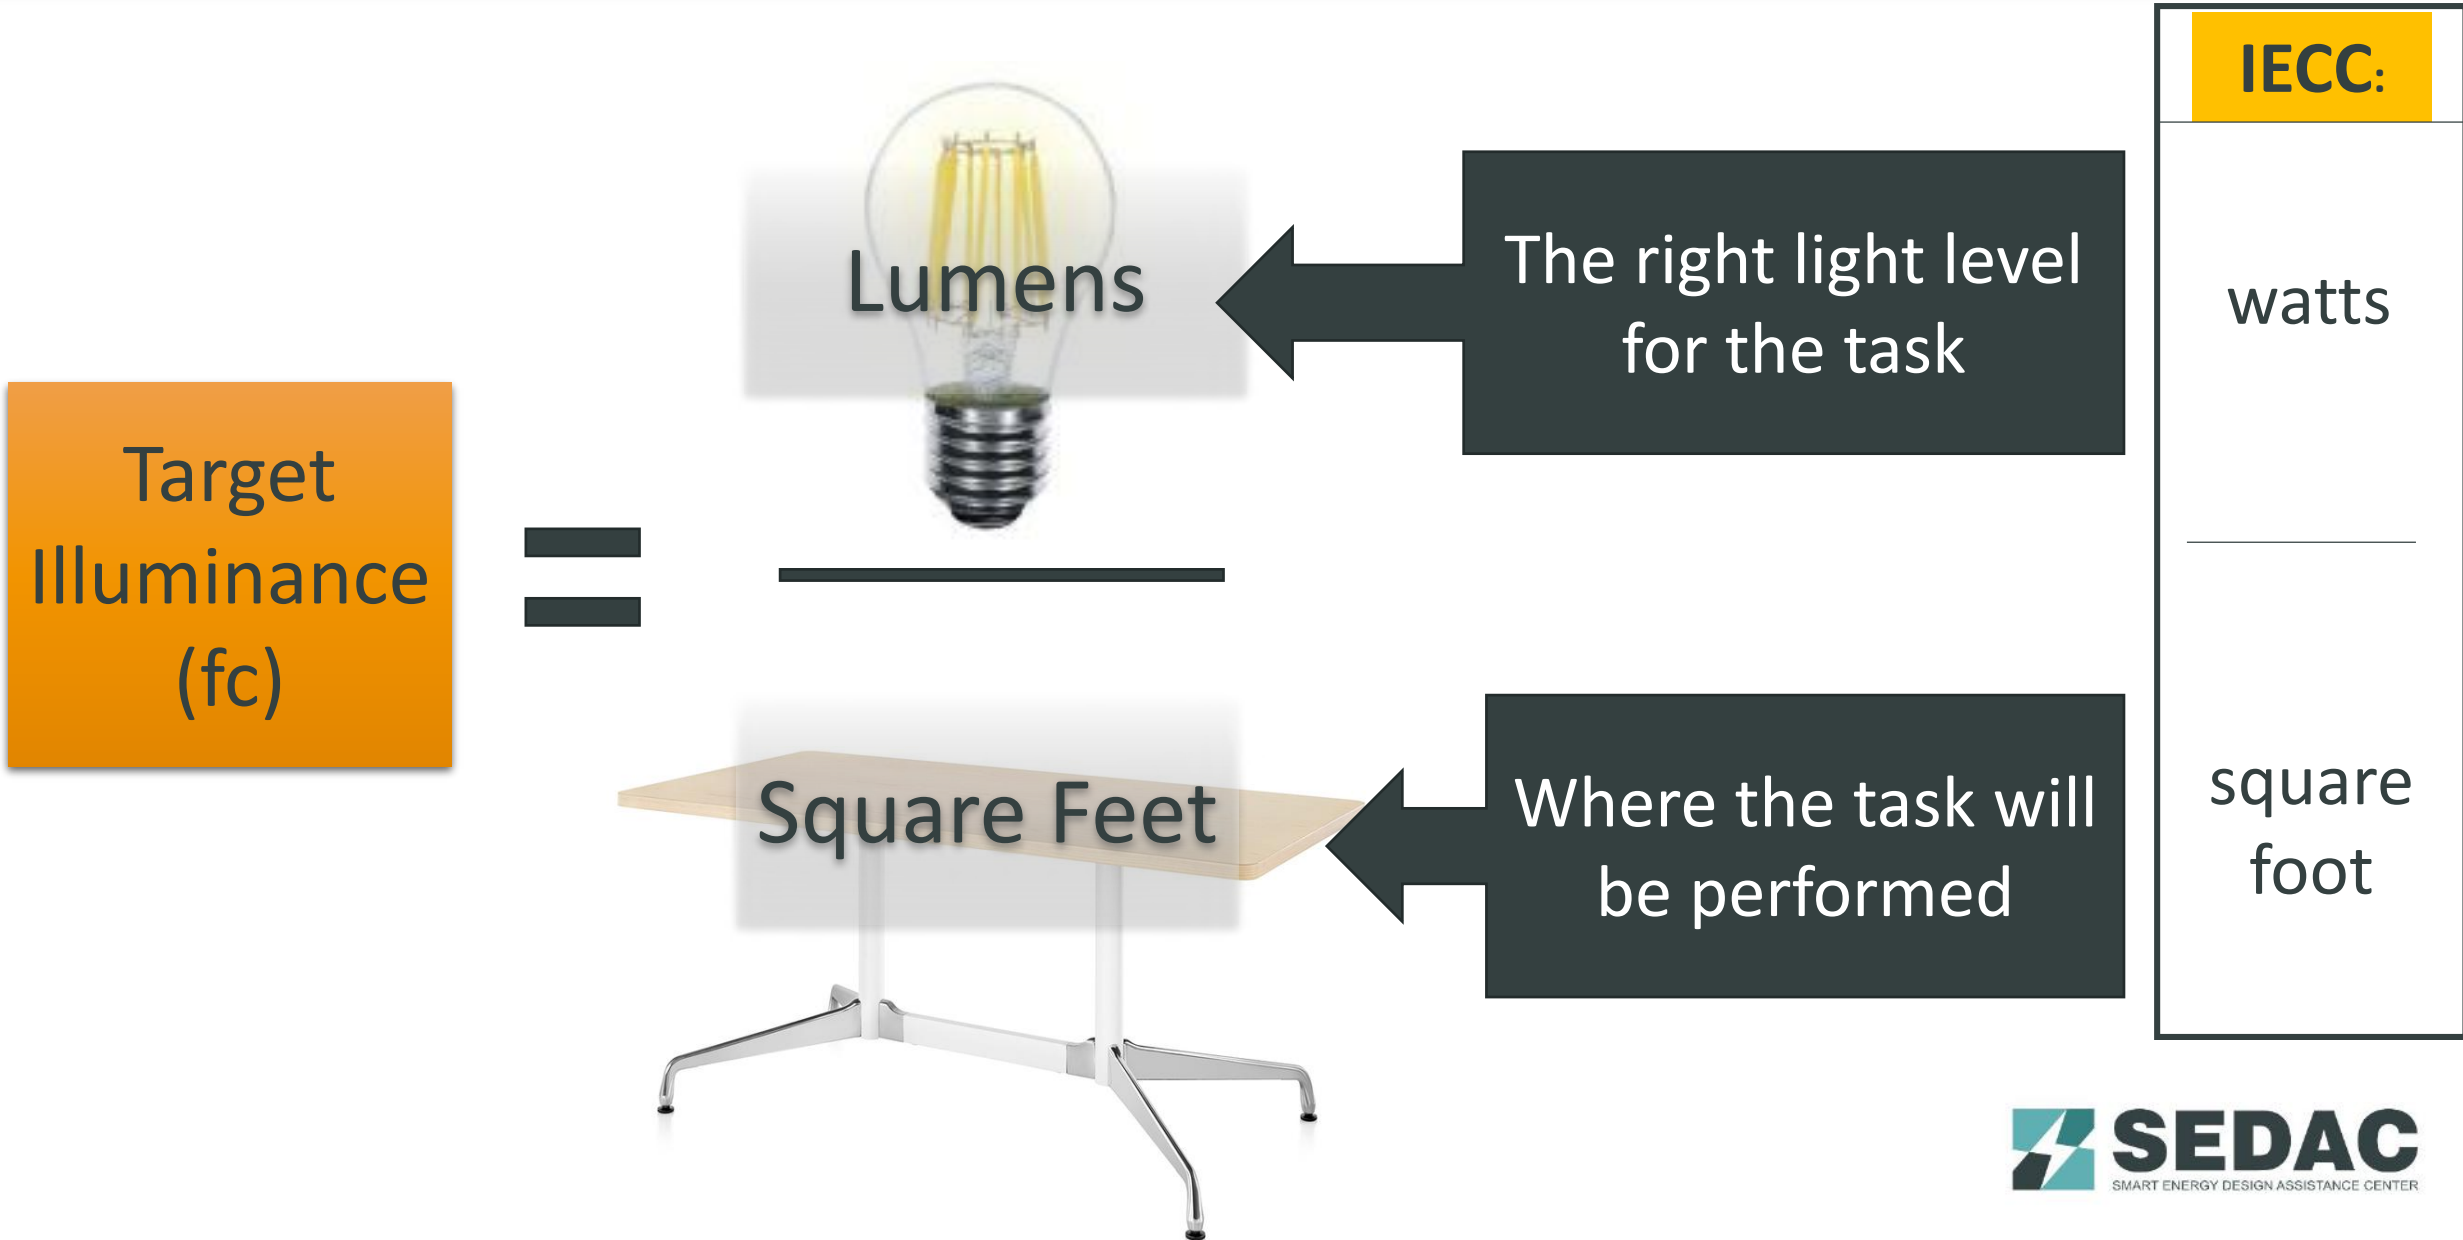 Target
Illuminance
(fc)
Lumens
Square Feet
The right light level
for the task
Where the task will
be performed
IECC:
watts
square
foot
SEDAC
SMART ENERGY DESIGN ASSISTANCE CENTER